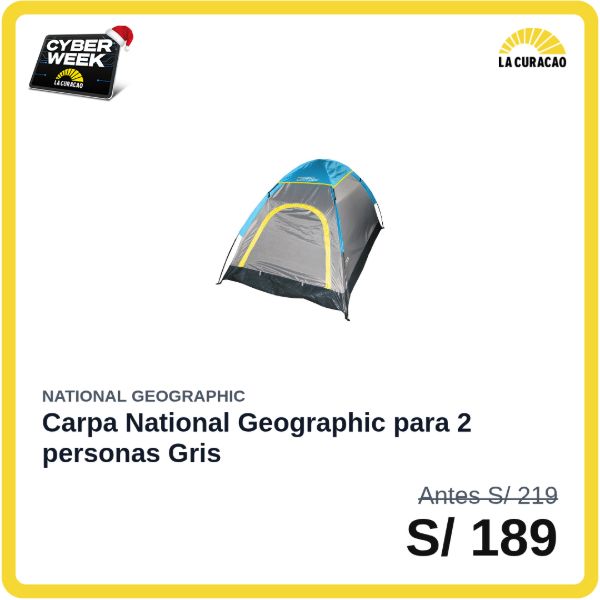 CYBER
WEEK
LA CURACAO
LA CURACAO
NATIONAL GEOGRAPHIC
Carpa National Geographic para 2
personas Gris
Antes S/ 219
S/ 189